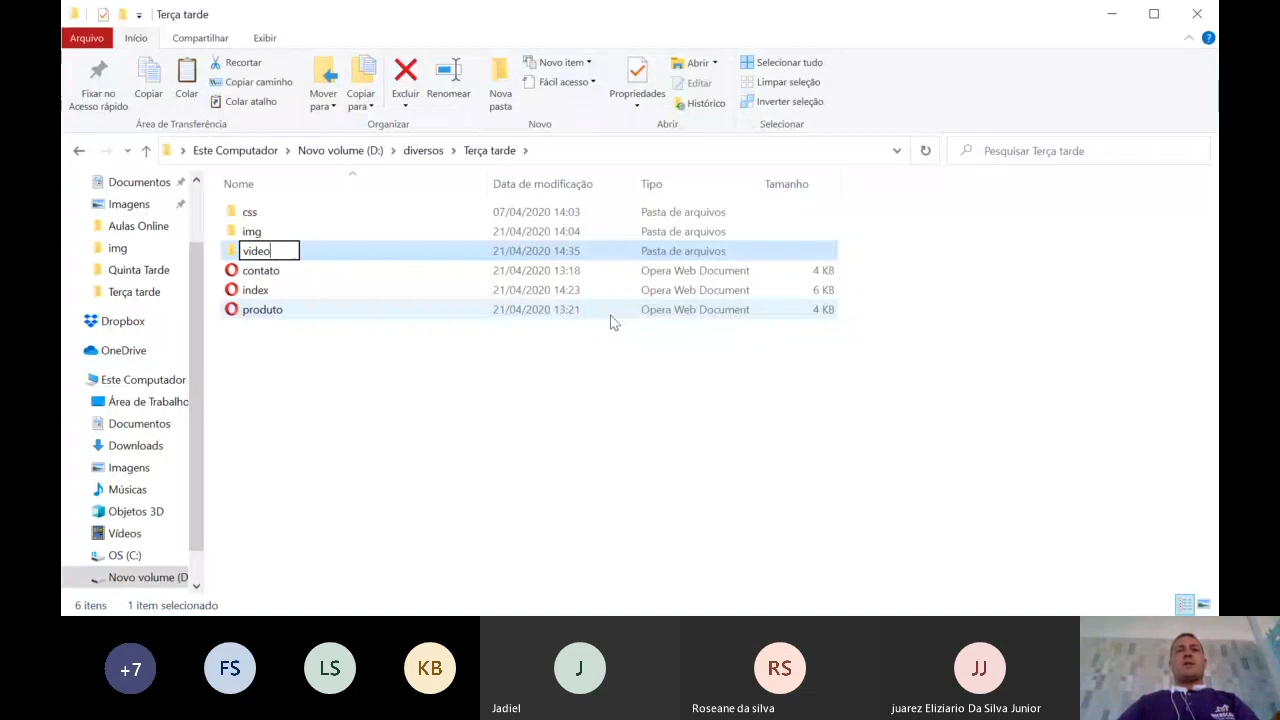 Terça tarde
Arquivo
Início
Compartilhar
Exibir
Fixar no
Acesso rápido
Copiar
Colar
Recortar
Copiar caminho
Colar atalho
Área de Transferência
Mover
para
Copiar
para
Excluir
Renomear
Organizar
Nova
pasta
Novo item
Fácil acesso
Novo
Propriedades
Abrir
Editar
Histórico
Abrir
Selecionar tudo
Limpar seleção
Inverter seleção
Selecionar
Este Computador
Novo volume (D:)
diversos
Terça tarde
Pesquisar Terça tarde
Documentos
Imagens
Aulas Online
img
Quinta Tarde
Terça tarde
Dropbox
OneDrive
Este Computador
Área de Trabalho
Documentos
Downloads
Imagens
Músicas
Objetos 3D
Vídeos
OS (C:)
Novo volume (D
Nome Data de modificação Tipo Tamanho
css 07/04/2020 14:03 Pasta de arquivos
img 21/04/2020 14:04 Pasta de arquivos
video 21/04/2020 14:35 Pasta de arquivos
contato 21/04/2020 13:18 Opera Web Document 4 KB
index 21/04/2020 14:23 Opera Web Document 6 KB
produto 21/04/2020 13:21 Opera Web Document 4 KB
6 itens 1 item selecionado
+7
FS
LS
KB
J
Jadiel
RS
Roseane da silva
JJ
juarez Eliziario Da Silva Junior